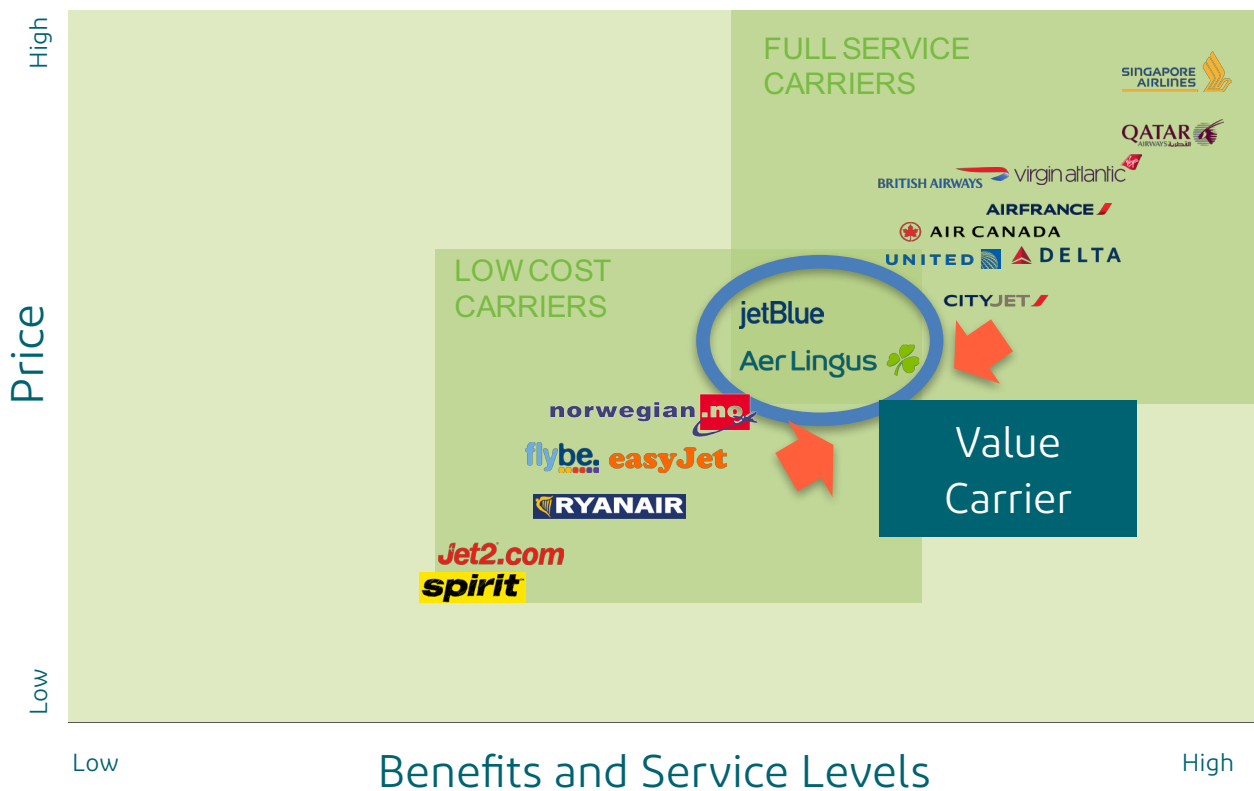 High
FULL SERVICE
CARRIERS
SINGAPORE
AIRLINES
QATAR
AIRWAYS القطرية
BRITISH AIRWAYS
virgin atlantic
AIRFRANCE
AIR CANADA
UNITED
DELTA
LOW COST
CARRIERS
CITYJET
jetBlue
Price
Aer Lingus
norwegian.no
Value
Carrier
flybe.
easyJet
RYANAIR
Jet2.com
spirit
Low
Low
Benefits and Service Levels
High